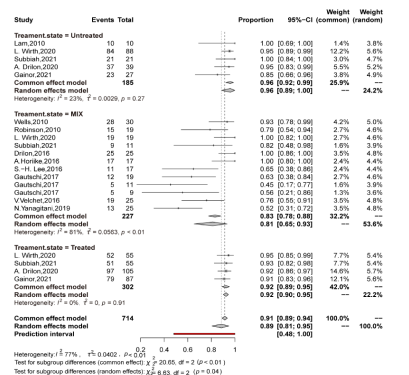 Study Events Total Proportion 95%-CI Weight (common) Weight (random)
Treament.state = Untreated
Lam,2010 10 10 1.00 [0.69; 1.00] 1.4% 3.8%
L. Wirth,2020 84 88 0.95 [0.89; 0.99] 12.2% 5.6%
Subbiah,2021 21 21 1.00 [0.84; 1.00] 3.0% 4.7%
A. Drilon,2020 37 39 0.95 [0.83; 0.99] 5.5% 5.2%
Gainor,2021 23 27 0.85 [0.66; 0.96] 3.8% 4.9%
Common effect model 185 0.96 [0.92; 0.99] 25.9% ––
Random effects model 0.96 [0.89; 1.00] –– 24.2%
Heterogeneity: I² = 23%, τ² = 0.0029, p = 0.27
Treament.state = MIX
Wells,2010 28 30 0.93 [0.78; 0.99] 4.2% 5.0%
Robinson,2010 15 19 0.79 [0.54; 0.94] 2.7% 4.6%
L. Wirth,2020 19 19 1.00 [0.82; 1.00] 2.7% 4.6%
Subbiah,2021 9 11 0.82 [0.48; 0.98] 1.6% 3.9%
Drilon,2016 25 25 1.00 [0.86; 1.00] 3.5% 4.8%
A.Horiike,2016 17 17 1.00 [0.80; 1.00] 2.4% 4.5%
S.−H. Lee,2016 11 17 0.65 [0.38; 0.86] 2.4% 4.5%
Gautschi,2017 12 19 0.63 [0.38; 0.84] 2.7% 4.6%
Gautschi,2017 5 11 0.45 [0.17; 0.77] 1.6% 3.9%
Gautschi,2017 5 9 0.56 [0.21; 0.86] 1.3% 3.7%
V.Velcheti,2016 19 25 0.76 [0.55; 0.91] 3.5% 4.8%
N.Yanagitani,2019 13 25 0.52 [0.31; 0.72] 3.5% 4.8%
Common effect model 227 0.83 [0.78; 0.88] 32.2% ––
Random effects model 0.81 [0.65; 0.93] –– 53.6%
Heterogeneity: I² = 81%, τ² = 0.0563, p < 0.01
Treament.state = Treated
L. Wirth,2020 52 55 0.95 [0.85; 0.99] 7.7% 5.4%
Subbiah,2021 51 55 0.93 [0.82; 0.98] 7.7% 5.4%
A. Drilon,2020 97 105 0.92 [0.86; 0.97] 14.6% 5.7%
Gainor,2021 79 87 0.91 [0.83; 0.96] 12.1% 5.6%
Common effect model 302 0.92 [0.89; 0.95] 42.0% ––
Random effects model 0.92 [0.90; 0.95] –– 22.2%
Heterogeneity: I² = 0%, τ² = 0, p = 0.91
Common effect model 714 0.91 [0.89; 0.94] 100.0% ––
Random effects model 0.89 [0.81; 0.95] –– 100.0%
Prediction interval [0.48; 1.00]
0.2 0.4 0.6 0.8 1
Heterogeneity: I² = 77%, τ² = 0.0402, p < 0.01
Test for subgroup differences (common effect): χ²₂ = 20.65, df = 2 (p < 0.01)
Test for subgroup differences (random effects): χ²₂ = 6.63, df = 2 (p = 0.04)